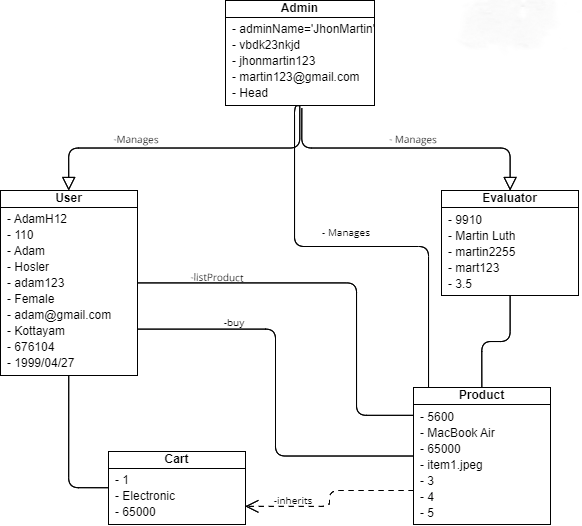 Admin
- adminName='JhonMartin'
- vbdk23nkjd
- jhonmartin123
- martin123@gmail.com
- Head
-Manages
- Manages
User
- AdamH12
- 110
- Adam
- Hosler
- adam123
- Female
- adam@gmail.com
- Kottayam
- 676104
- 1999/04/27
Evaluator
- 9910
- Martin Luth
- martin2255
- mart123
- 3.5
- Manages
-listProduct
-buy
Product
- 5600
- MacBook Air
- 65000
- item1.jpeg
- 3
- 4
- 5
Cart
- 1
- Electronic
- 65000
-inherits